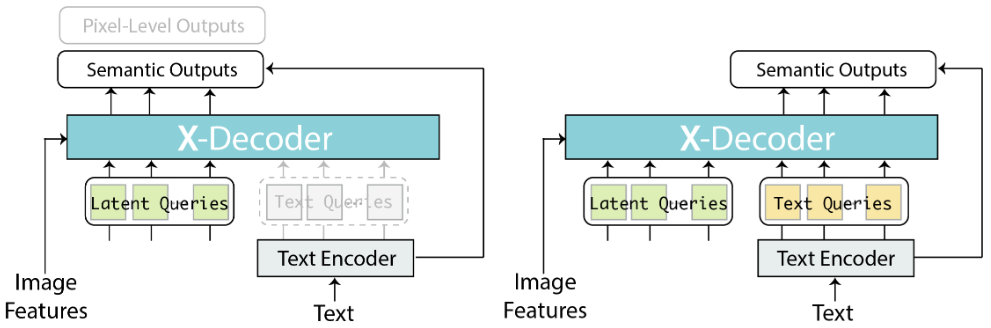 Pixel-Level Outputs
Semantic Outputs
X-Decoder
Latent Queries
Text Queries
Text Encoder
Image
Features
Text
Semantic Outputs
X-Decoder
Latent Queries
Text Queries
Text Encoder
Image
Features
Text